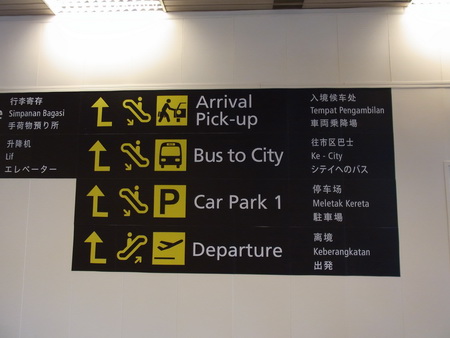 行李寄存
Simpanan Bagasi
手荷物預り所
升降机
Lif
エレベーター
Arrival
Pick-up
入境候车处
Tempat Pengambilan
車両乗降場
Bus to City
往市区巴士
Ke - City
シテイへのバス
P
Car Park 1
停车场
Meletak Kereta
駐車場
Departure
离境
Keberangkatan
出発